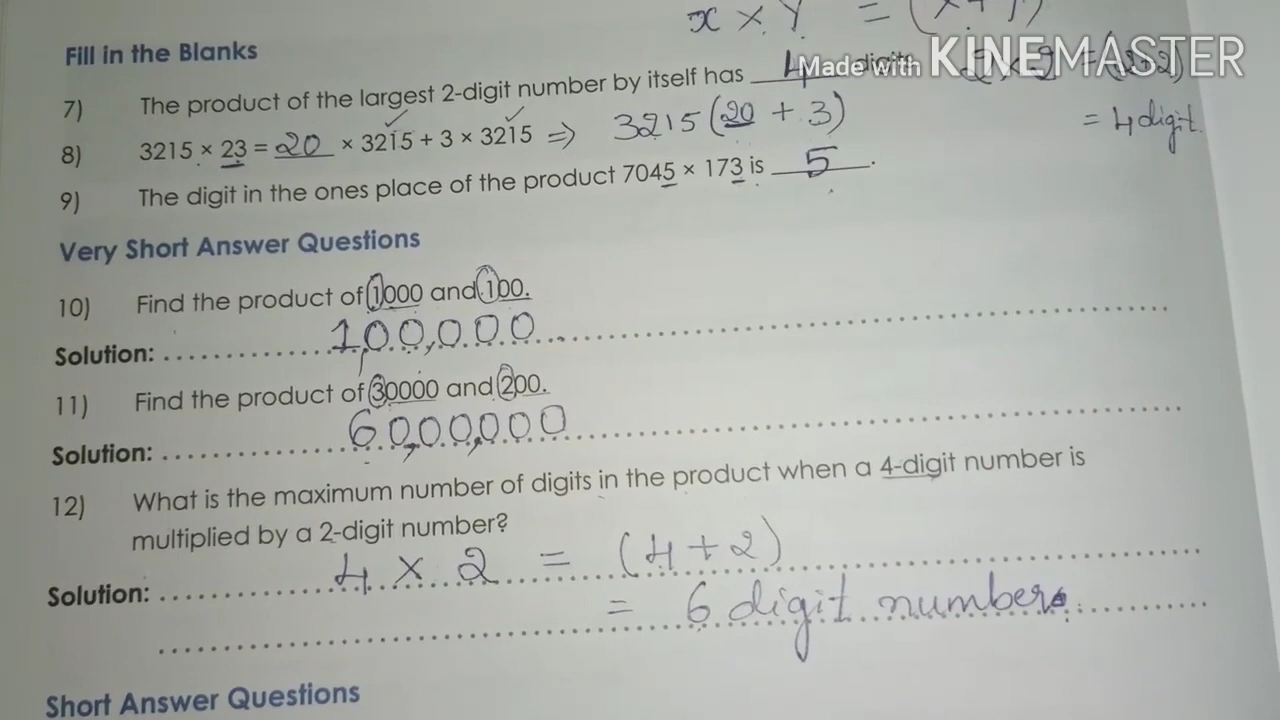 x × y = (x + y)
Fill in the Blanks
Made with KINEMASTER
7) The product of the largest 2-digit number by itself has 4 digits 2 × 2 = (2+2)
= 4 digit.
8) 3215 × 23 = 20 × 3215 + 3 × 3215 => 3215 (20 + 3)
9) The digit in the ones place of the product 7045 × 173 is 5.
Very Short Answer Questions
10) Find the product of 1000 and 100.
Solution: 1,00,000
11) Find the product of 30000 and 200.
Solution: 60,00,000
12) What is the maximum number of digits in the product when a 4-digit number is
multiplied by a 2-digit number?
Solution: 4 × 2 = (4 + 2)
= 6 digit number.
Short Answer Questions